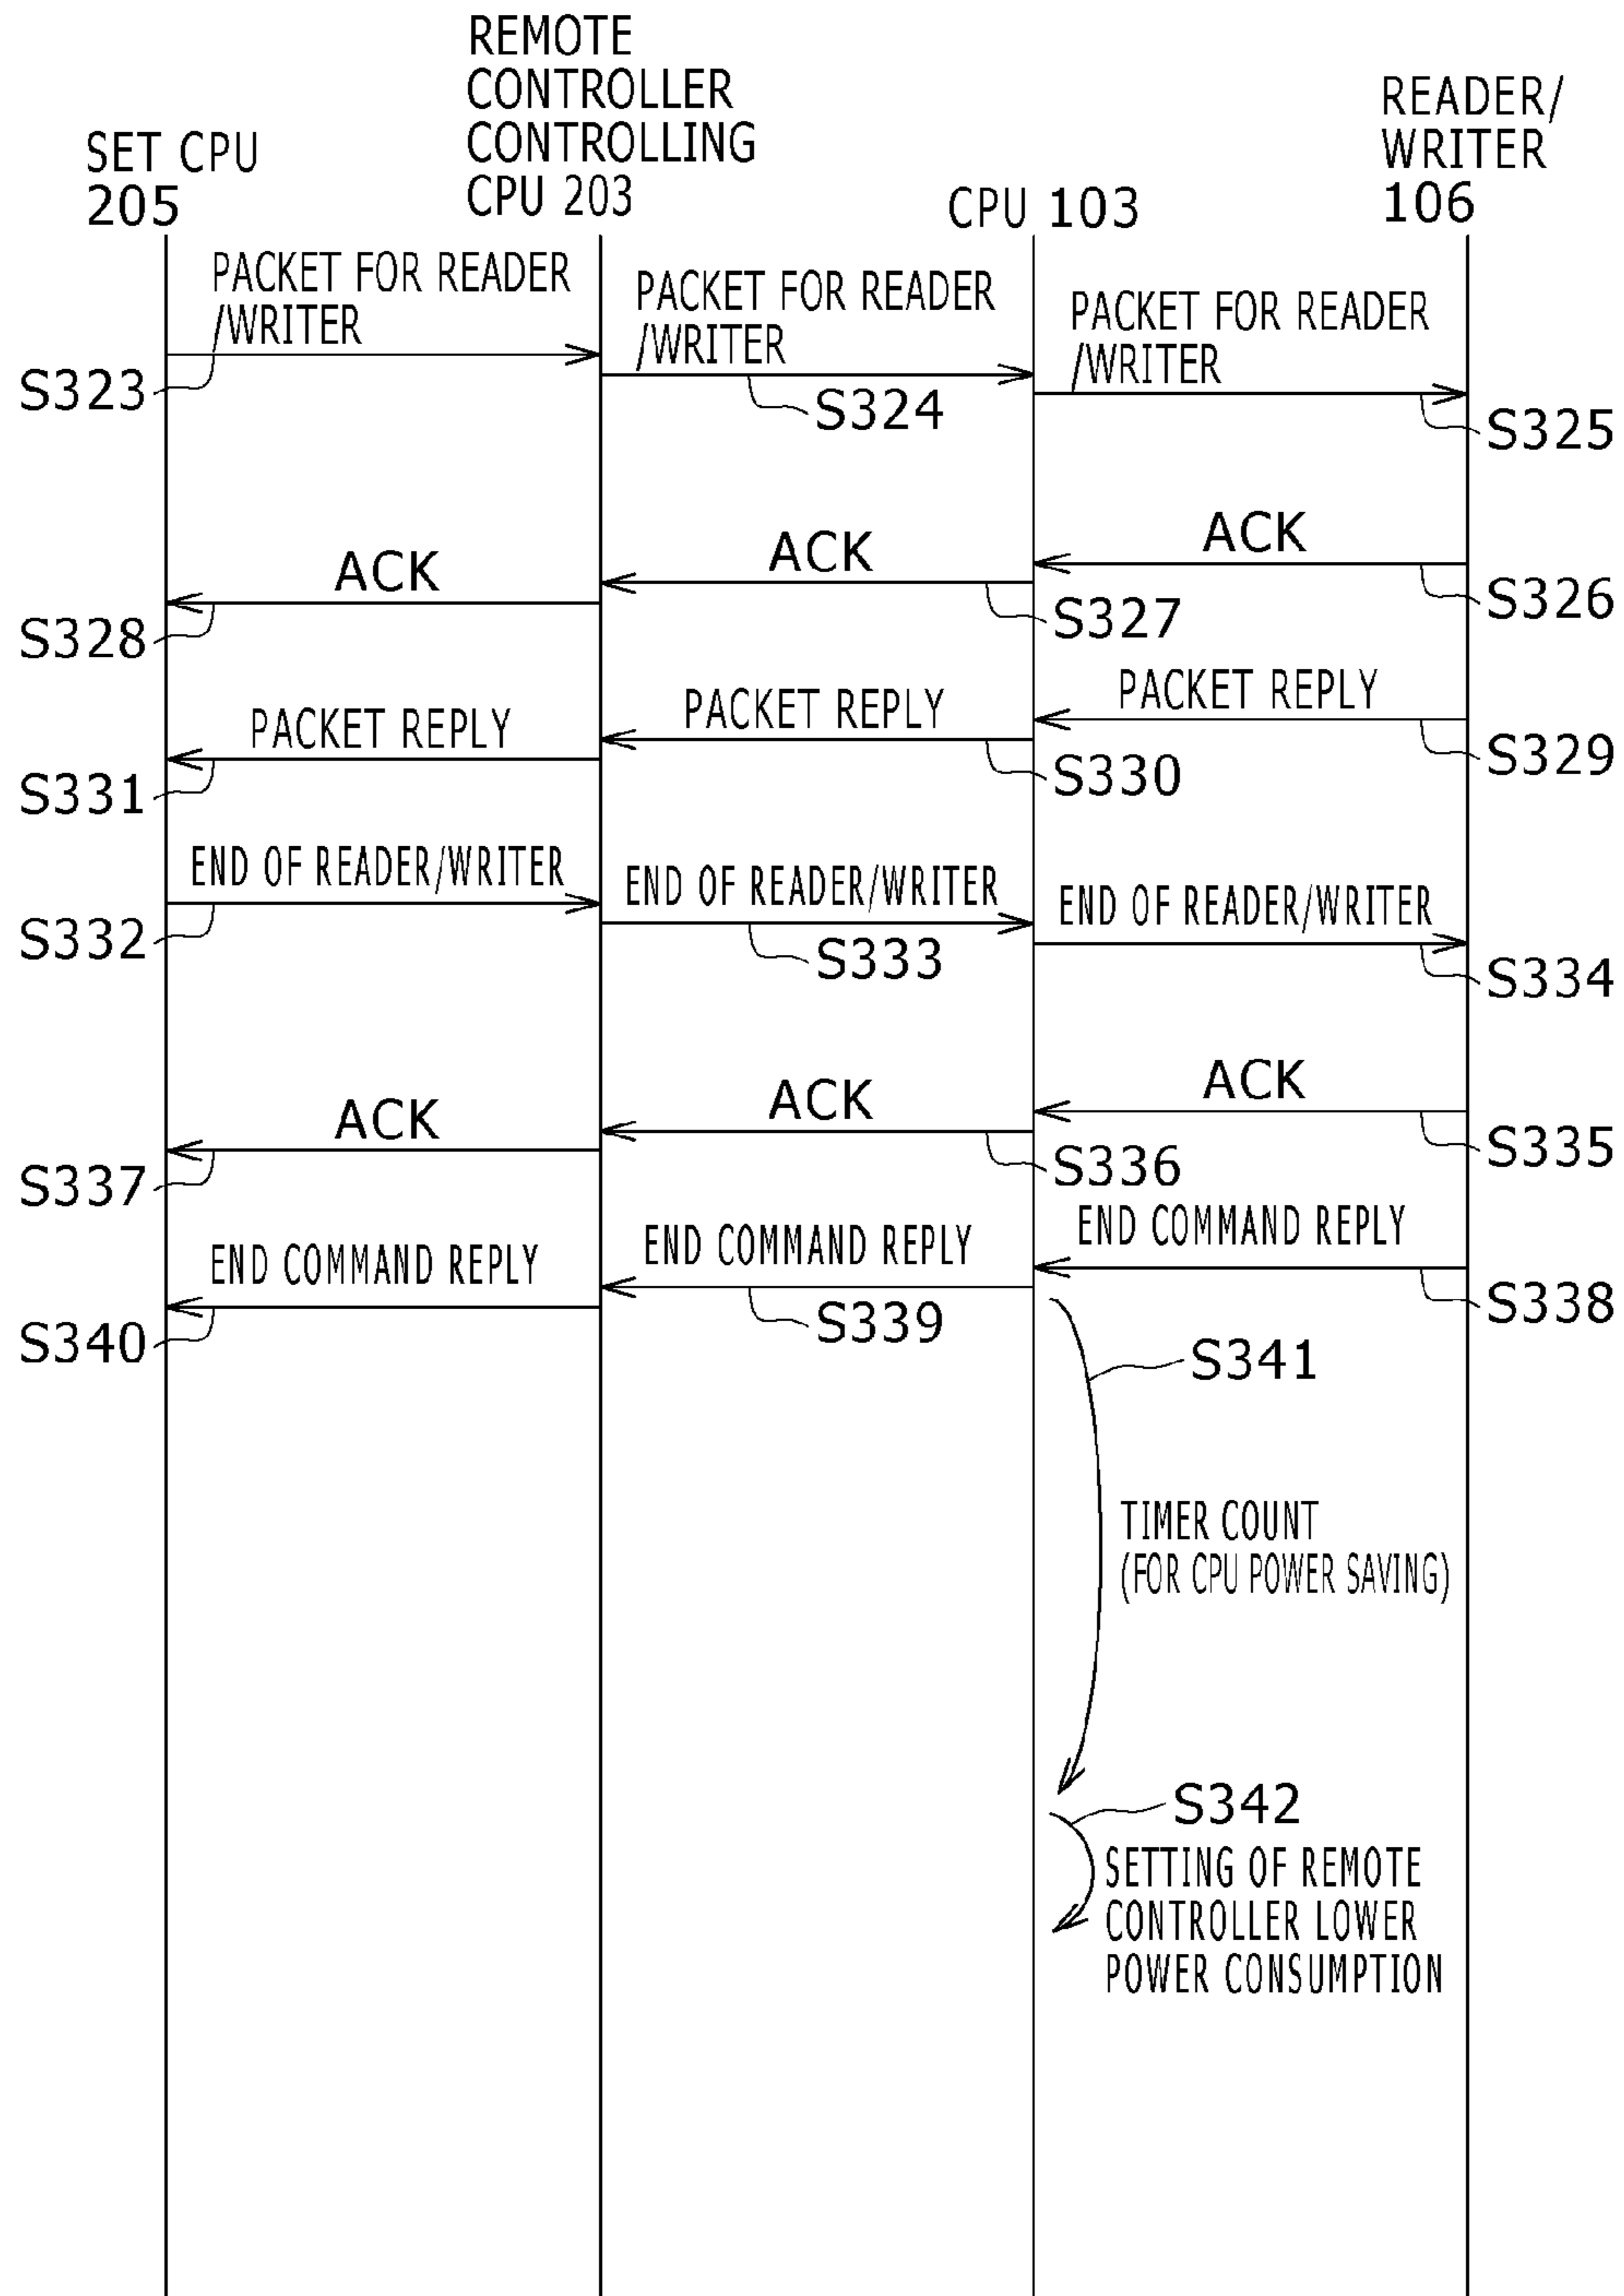 REMOTE
CONTROLLER
CONTROLLING
CPU 203
SET CPU
205
CPU 103
READER/
WRITER
106
PACKET FOR READER
/WRITER
S323
PACKET FOR READER
/WRITER
S324
PACKET FOR READER
/WRITER
S325
ACK
S326
ACK
S327
ACK
S328
PACKET REPLY
S329
PACKET REPLY
S330
PACKET REPLY
S331
END OF READER/WRITER
S332
END OF READER/WRITER
S333
END OF READER/WRITER
S334
ACK
S335
ACK
S336
ACK
S337
END COMMAND REPLY
S338
END COMMAND REPLY
S339
END COMMAND REPLY
S340
S341
TIMER COUNT
(FOR CPU POWER SAVING)
S342
SETTING OF REMOTE
CONTROLLER LOWER
POWER CONSUMPTION